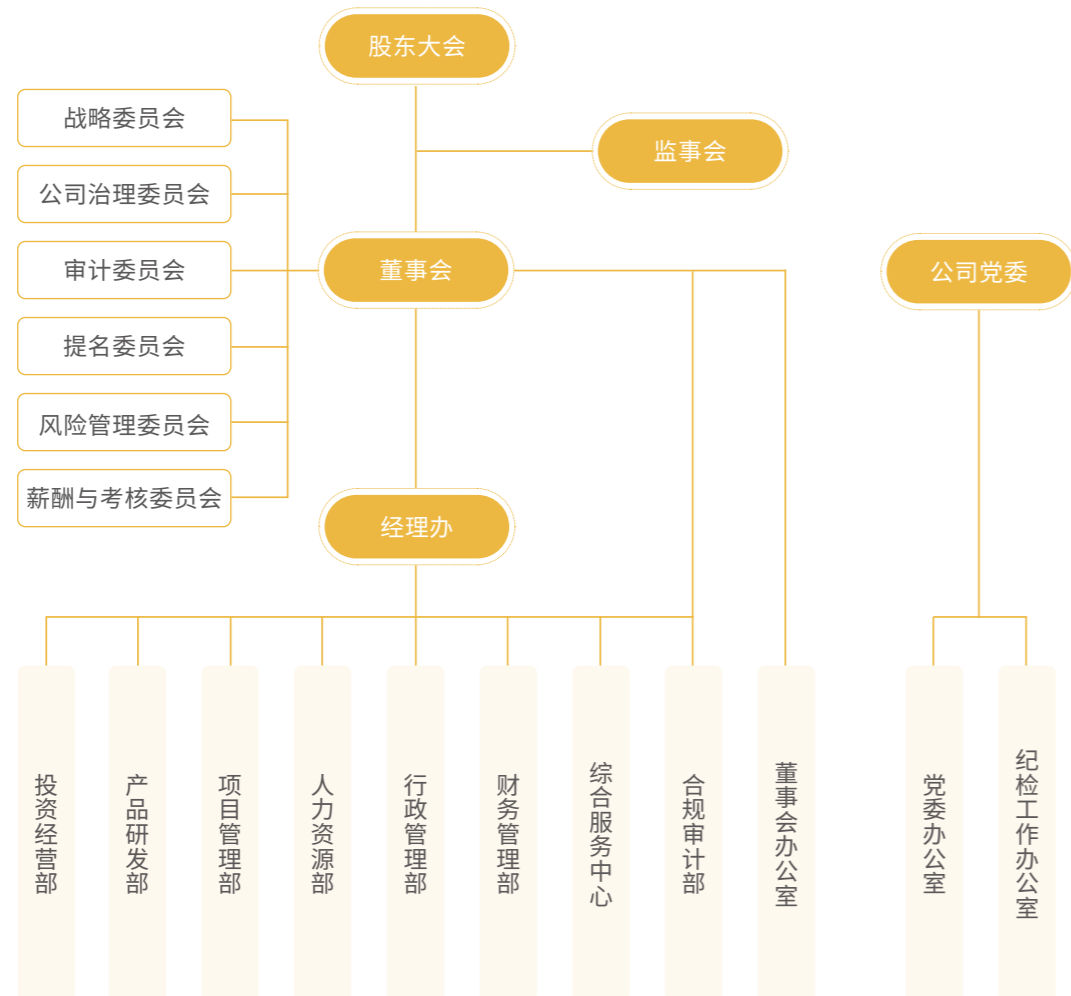 股东大会
战略委员会
监事会
公司治理委员会
审计委员会
董事会
公司党委
提名委员会
风险管理委员会
薪酬与考核委员会
经理办
投资经营部
产品研发部
项目管理部
人力资源部
行政管理部
财务管理部
综合服务中心
合规审计部
董事会办公室
党委办公室
纪检工作办公室